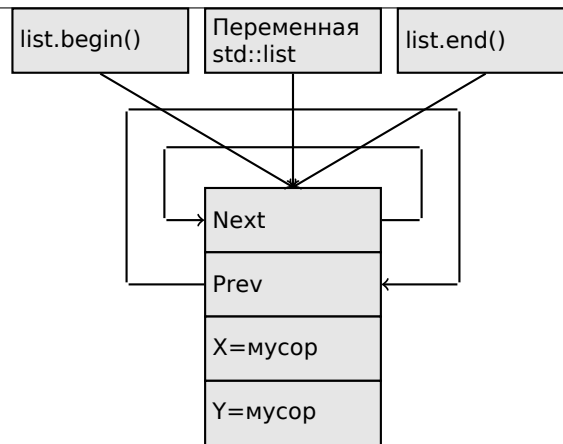 list.begin()
Переменная
std::list
list.end()
Next
Prev
X=мусор
Y=мусор